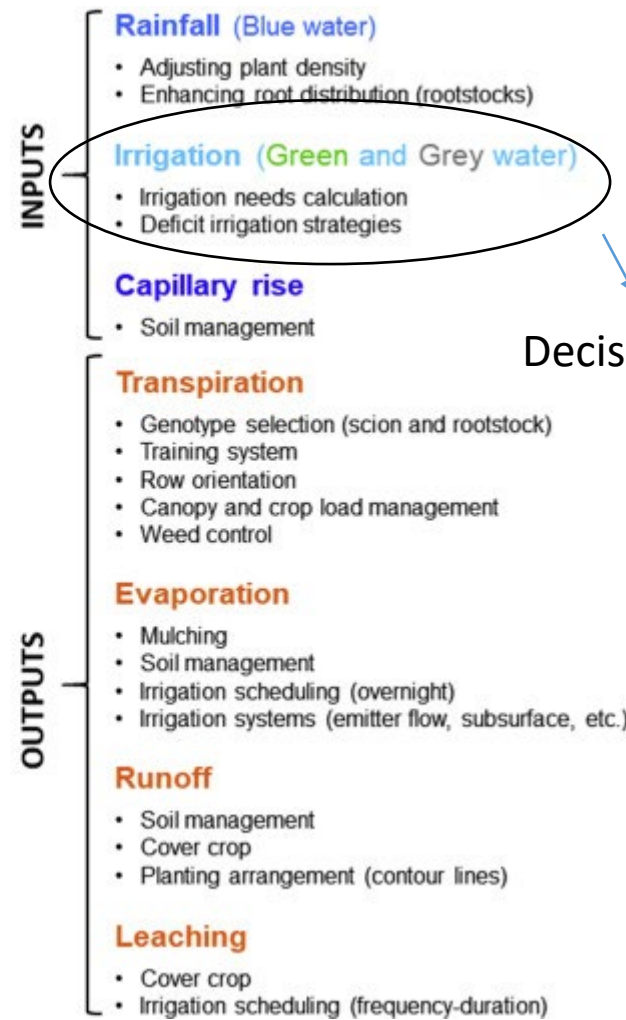 INPUTS
Rainfall (Blue water)
• Adjusting plant density
• Enhancing root distribution (rootstocks)
Irrigation (Green and Grey water)
• Irrigation needs calculation
• Deficit irrigation strategies
Capillary rise
• Soil management
Decis
OUTPUTS
Transpiration
• Genotype selection (scion and rootstock)
• Training system
• Row orientation
• Canopy and crop load management
• Weed control
Evaporation
• Mulching
• Soil management
• Irrigation scheduling (overnight)
• Irrigation systems (emitter flow, subsurface, etc.)
Runoff
• Soil management
• Cover crop
• Planting arrangement (contour lines)
Leaching
• Cover crop
• Irrigation scheduling (frequency-duration)